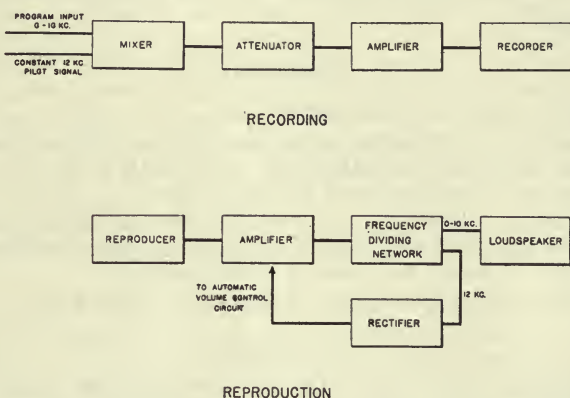 PROGRAM INPUT
0-10 KC.
CONSTANT 12 KC.
PILOT SIGNAL
MIXER
ATTENUATOR
AMPLIFIER
RECORDER
RECORDING
REPRODUCER
AMPLIFIER
FREQUENCY
DIVIDING
NETWORK
0-10 KC.
LOUDSPEAKER
TO AUTOMATIC
VOLUME CONTROL
CIRCUIT
12 KC.
RECTIFIER
REPRODUCTION